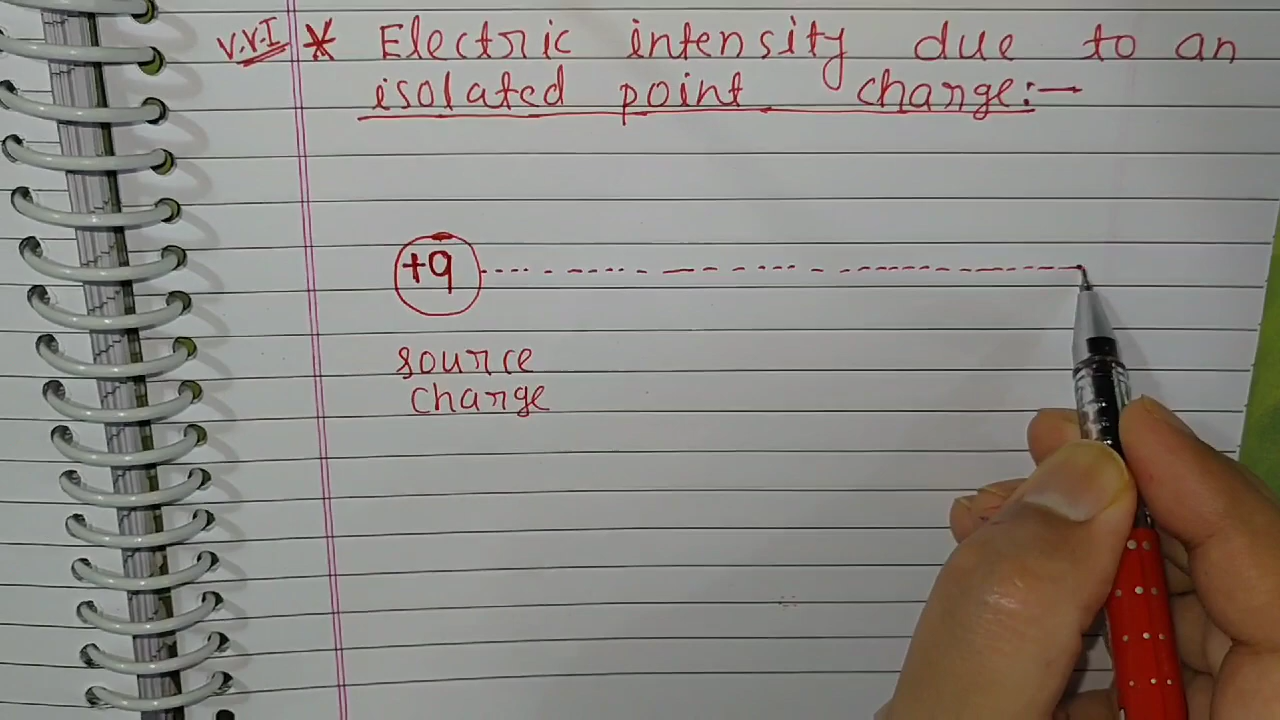 V.V.I * Electric intensity due to an
isolated point charge:-
+q
source
charge